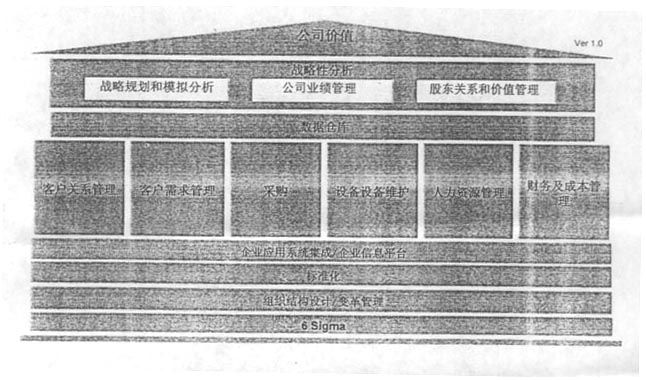 公司价值
Ver 1.0
战略性分析
战略规划和模拟分析
公司业绩管理
股东关系和价值管理
数据仓库
客户关系管理
客户需求管理
采购
设备设备维护
人力资源管理
财务及成本管
理
企业应用系统集成/企业信息平台
标准化
组织结构设计/变革管理
6 Sigma